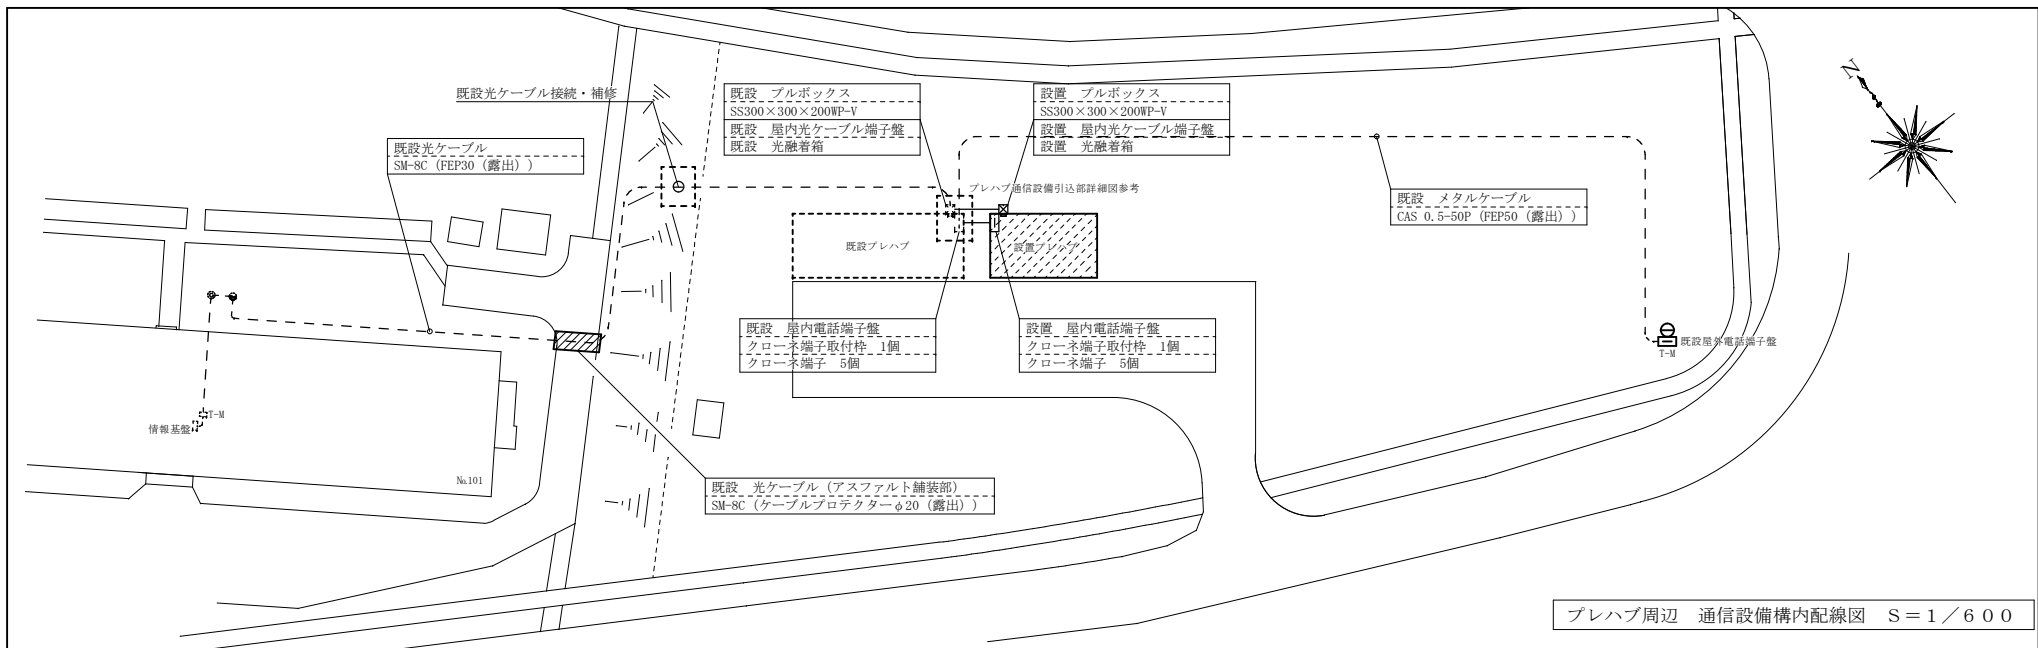 N
既設光ケーブル接続・補修
既設 プルボックス
SS300×300×200WP-V
既設 屋内光ケーブル端子盤
既設 光融着箱
設置 プルボックス
SS300×300×200WP-V
設置 屋内光ケーブル端子盤
設置 光融着箱
既設光ケーブル
SM-8C（FEP30（露出））
プレハブ通信設備引込部詳細図参考
既設 メタルケーブル
CAS 0.5-50P（FEP50（露出））
既設プレハブ
設置プレハブ
既設 屋内電話端子盤
クローネ端子取付枠 1個
クローネ端子 5個
設置 屋内電話端子盤
クローネ端子取付枠 1個
クローネ端子 5個
既設屋外電話端子盤
T-M
T-M
情報基盤
№101
既設 光ケーブル（アスファルト舗装部）
SM-8C（ケーブルプロテクターφ20（露出））
プレハブ周辺 通信設備構内配線図 S＝1／600